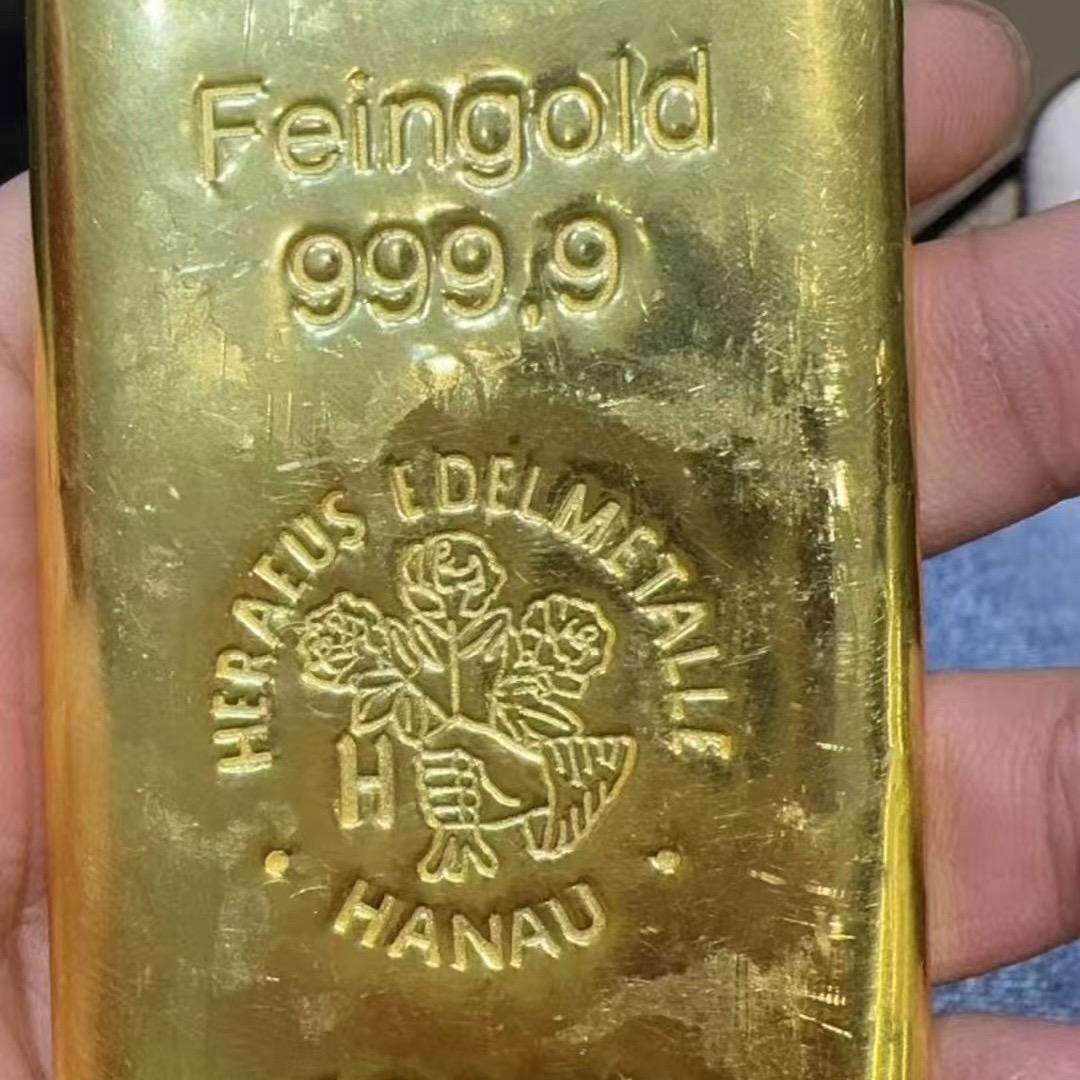 Feingold
999,9
HERAEUS EDELMETALLE
H
HANAU